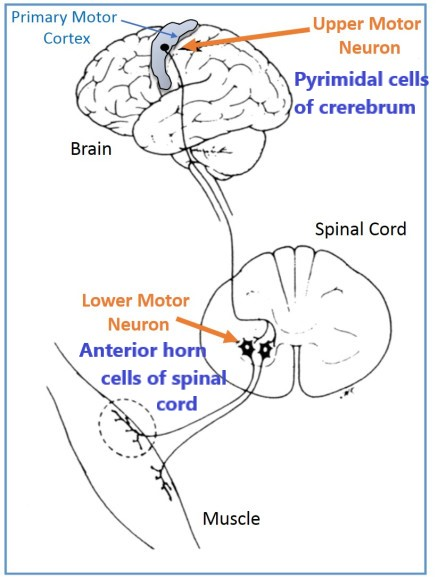 Primary Motor
Cortex
Upper Motor
Neuron
Pyrimidal cells
of crerebrum
Brain
Spinal Cord
Lower Motor
Neuron
Anterior horn
cells of spinal
cord
Muscle